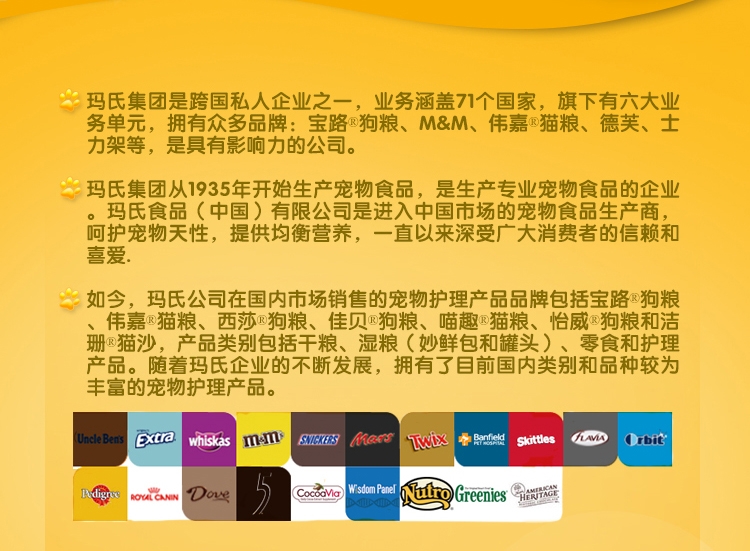 玛氏集团是跨国私人企业之一，业务涵盖71个国家，旗下有六大业
务单元，拥有众多品牌：宝路®狗粮、M&M、伟嘉®猫粮、德芙、士
力架等，是具有影响力的公司。
玛氏集团从1935年开始生产宠物食品，是生产专业宠物食品的企业
。玛氏食品（中国）有限公司是进入中国市场的宠物食品生产商，
呵护宠物天性，提供均衡营养，一直以来深受广大消费者的信赖和
喜爱.
如今，玛氏公司在国内市场销售的宠物护理产品品牌包括宝路®狗粮
、伟嘉®猫粮、西莎®狗粮、佳贝®狗粮、喵趣®猫粮、怡威®狗粮和洁
珊®猫沙，产品类别包括干粮、湿粮（妙鲜包和罐头）、零食和护理
产品。随着玛氏企业的不断发展，拥有了目前国内类别和品种较为
丰富的宠物护理产品。
Uncle Ben's Extra whiskas m&m's SNICKERS Mars Twix Banfield PET HOSPITAL Skittles FLAVIA Orbit
Pedigree ROYAL CANIN Dove 5 CocoaVia Wisdom Panel Nutro Greenies AMERICAN HERITAGE